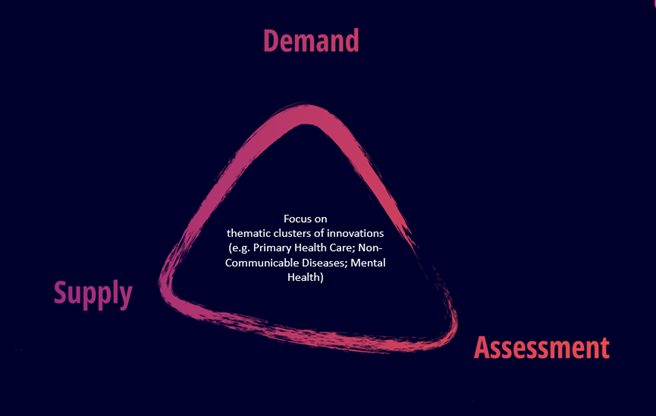 Demand
Focus on
thematic clusters of innovations
(e.g. Primary Health Care; Non-
Communicable Diseases; Mental
Health)
Supply
Assessment